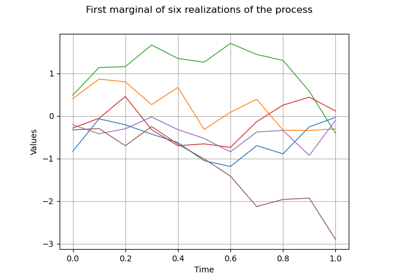 First marginal of six realizations of the process
Values
1
0
−1
−2
−3
0.0 0.2 0.4 0.6 0.8 1.0
Time